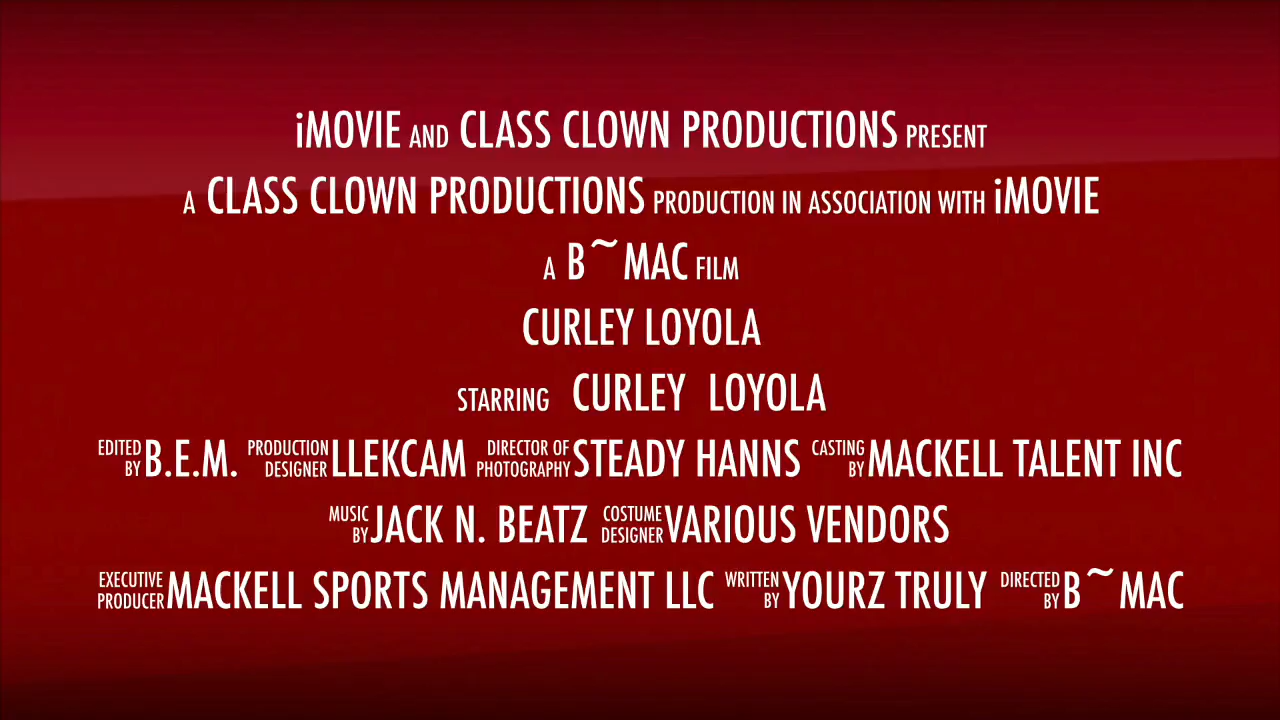 iMOVIE AND CLASS CLOWN PRODUCTIONS PRESENT
A CLASS CLOWN PRODUCTIONS PRODUCTION IN ASSOCIATION WITH iMOVIE
A B~MAC FILM
CURLEY LOYOLA
STARRING CURLEY LOYOLA
EDITED BY B.E.M. PRODUCTION DESIGNER LLEKCAM DIRECTOR OF PHOTOGRAPHY STEADY HANNS CASTING BY MACKELL TALENT INC
MUSIC BY JACK N. BEATZ COSTUME DESIGNER VARIOUS VENDORS
EXECUTIVE PRODUCER MACKELL SPORTS MANAGEMENT LLC WRITTEN BY YOURZ TRULY DIRECTED BY B~MAC